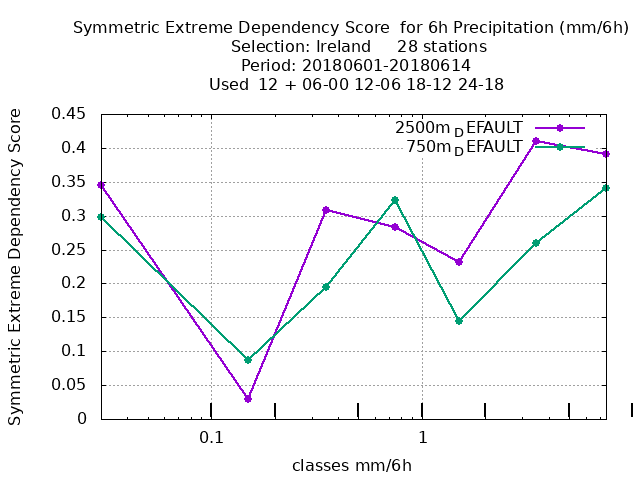 Symmetric Extreme Dependency Score  for 6h Precipitation (mm/6h)
Selection: Ireland     28 stations
Period: 20180601-20180614
Used  12 + 06-00 12-06 18-12 24-18
Symmetric Extreme Dependency Score
0.45
0.4
0.35
0.3
0.25
0.2
0.15
0.1
0.05
0
2500m_DEFAULT
750m_DEFAULT
0.1
1
classes mm/6h